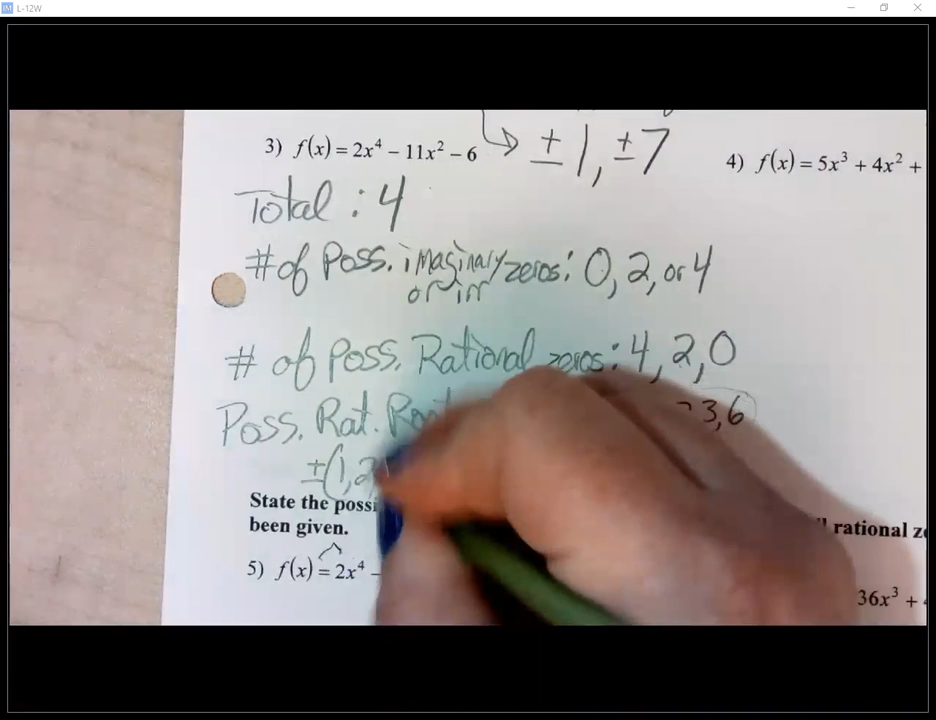 L-12W
3) f(x) = 2x⁴ − 11x² − 6
± 1, ± 7
4) f(x) = 5x³ + 4x² +
Total : 4
# of Poss. imaginary zeros: 0, 2, or 4
or irr
# of Poss. Rational zeros: 4, 2, 0
Poss. Rat. 3,6
±(1,2
State the possi
been given. rational
5) f(x) = 2x⁴ −
36x³ +